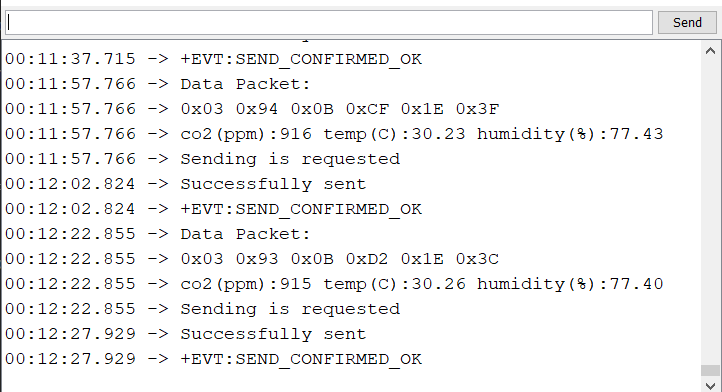 Send
00:11:37.715 -> +EVT:SEND_CONFIRMED_OK
00:11:57.766 -> Data Packet:
00:11:57.766 -> 0x03 0x94 0x0B 0xCF 0x1E 0x3F
00:11:57.766 -> co2(ppm):916 temp(C):30.23 humidity(%):77.43
00:11:57.766 -> Sending is requested
00:12:02.824 -> Successfully sent
00:12:02.824 -> +EVT:SEND_CONFIRMED_OK
00:12:22.855 -> Data Packet:
00:12:22.855 -> 0x03 0x93 0x0B 0xD2 0x1E 0x3C
00:12:22.855 -> co2(ppm):915 temp(C):30.26 humidity(%):77.40
00:12:22.855 -> Sending is requested
00:12:27.929 -> Successfully sent
00:12:27.929 -> +EVT:SEND_CONFIRMED_OK